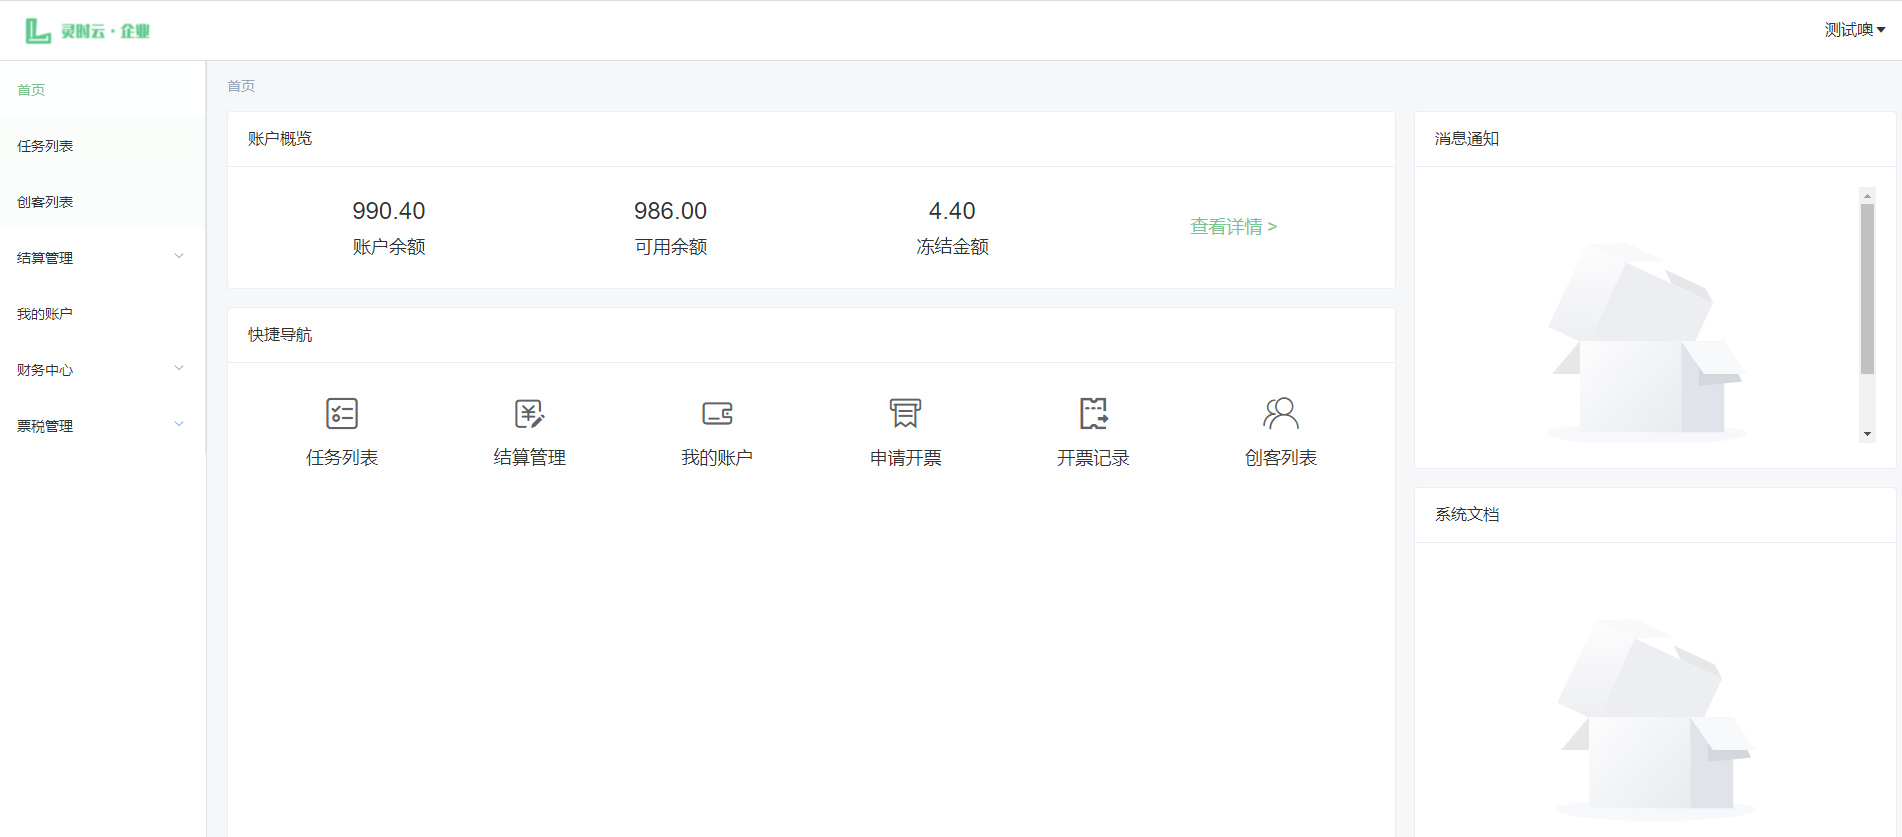 灵时云·企业
测试噢
首页
任务列表
创客列表
结算管理
我的账户
财务中心
票税管理
首页
账户概览
990.40
账户余额
986.00
可用余额
4.40
冻结金额
查看详情 >
快捷导航
任务列表
结算管理
我的账户
申请开票
开票记录
创客列表
消息通知
系统文档